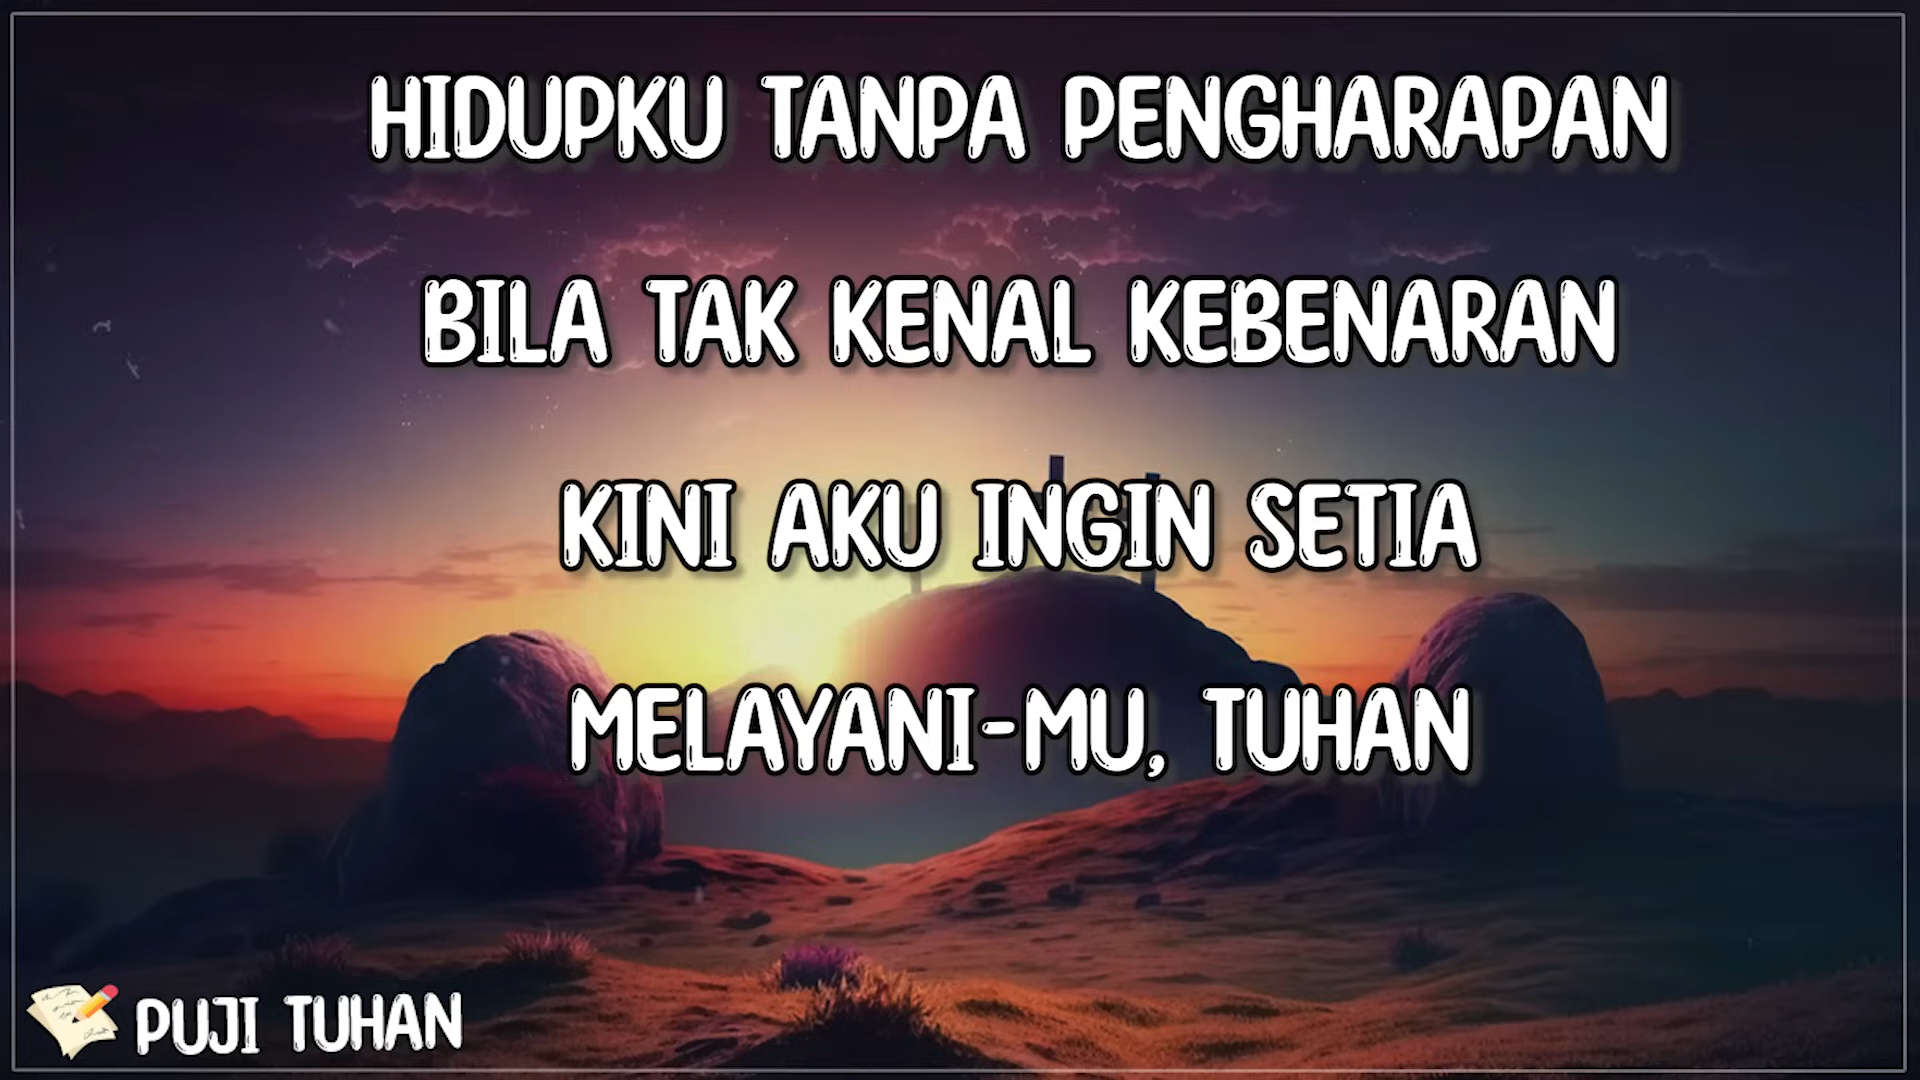 HIDUPKU TANPA PENGHARAPAN
BILA TAK KENAL KEBENARAN
KINI AKU INGIN SETIA
MELAYANI-MU, TUHAN
PUJI TUHAN